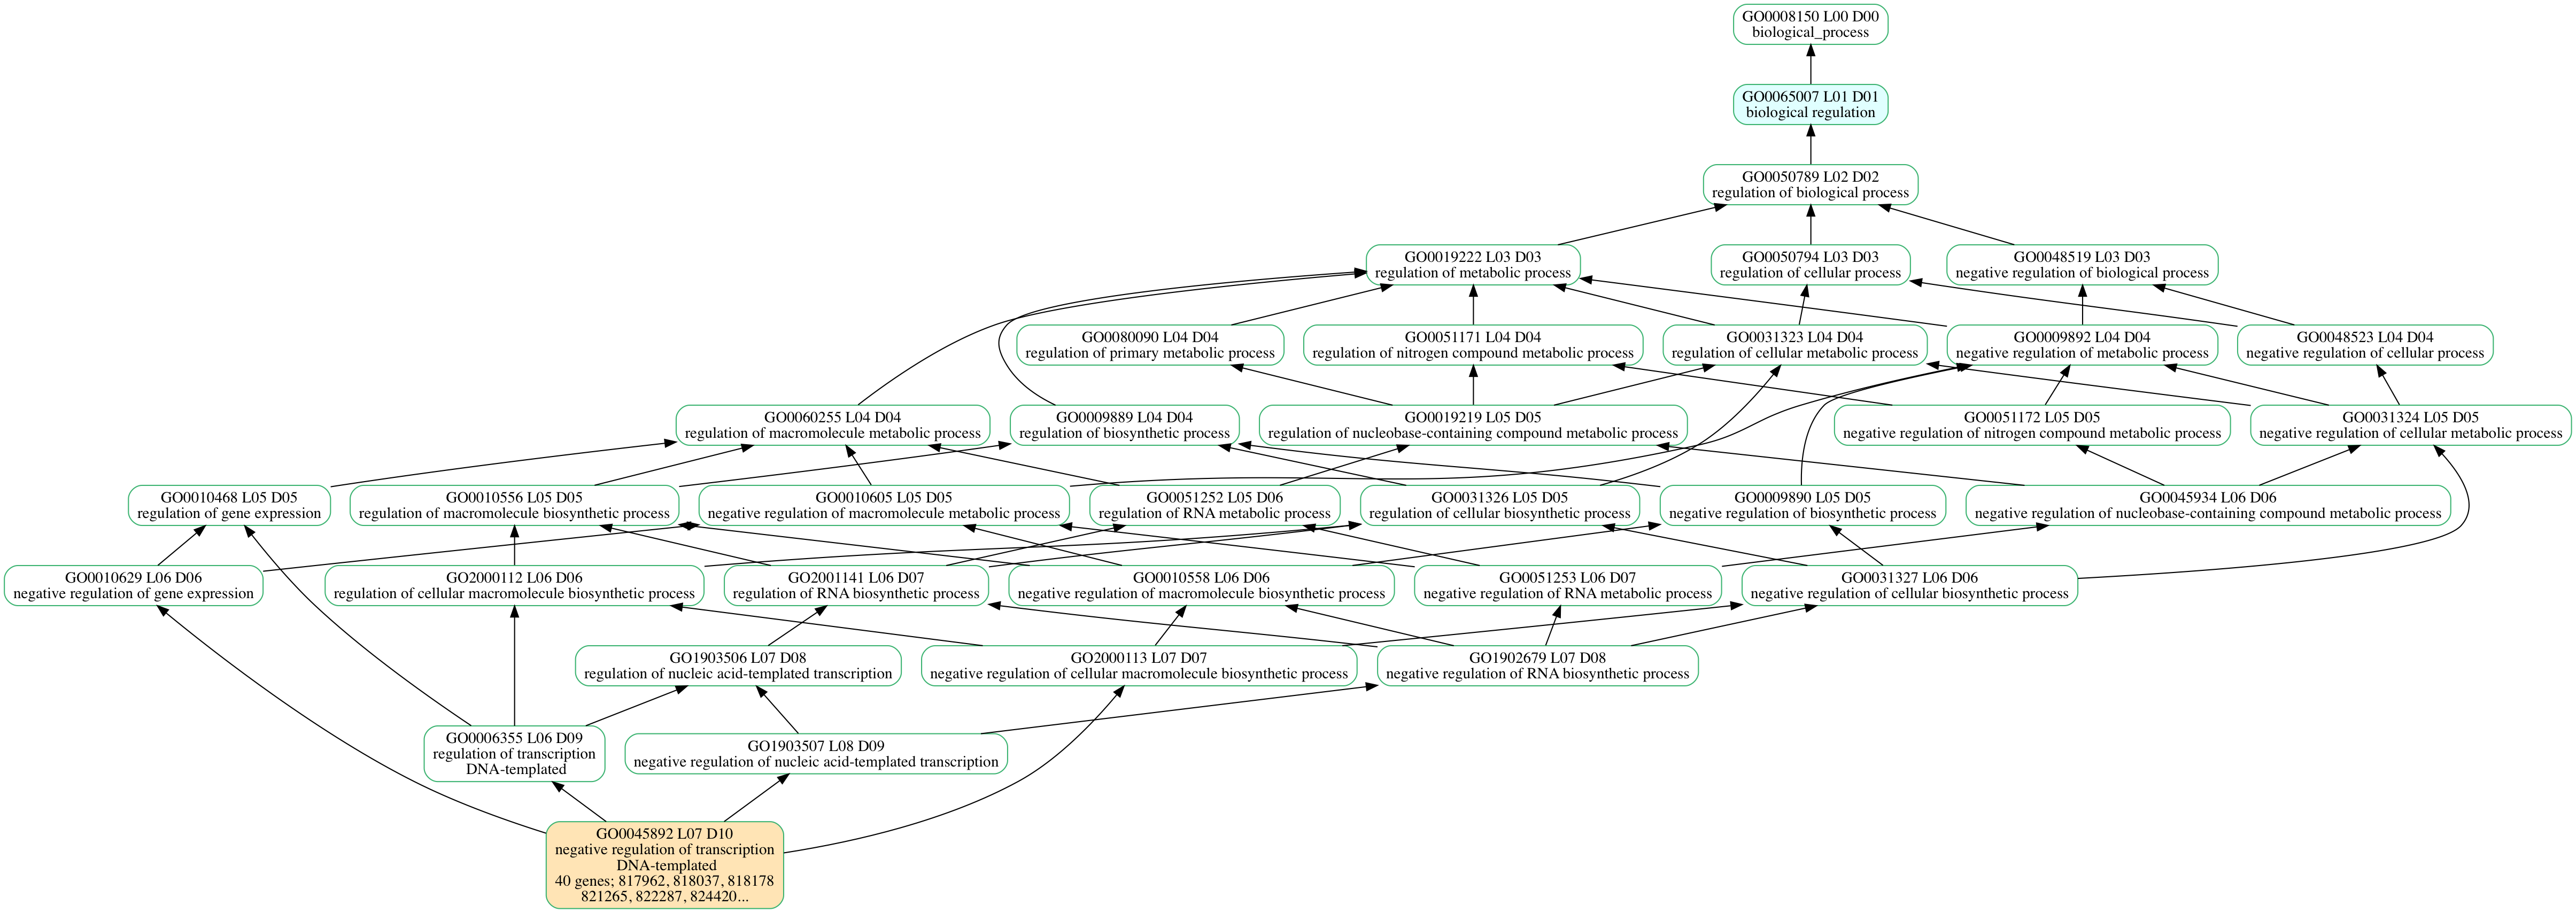 GO0008150 L00 D00
biological_process
GO0065007 L01 D01
biological regulation
GO0050789 L02 D02
regulation of biological process
GO0019222 L03 D03
regulation of metabolic process
GO0050794 L03 D03
regulation of cellular process
GO0048519 L03 D03
negative regulation of biological process
GO0080090 L04 D04
regulation of primary metabolic process
GO0051171 L04 D04
regulation of nitrogen compound metabolic process
GO0031323 L04 D04
regulation of cellular metabolic process
GO0009892 L04 D04
negative regulation of metabolic process
GO0048523 L04 D04
negative regulation of cellular process
GO0060255 L04 D04
regulation of macromolecule metabolic process
GO0009889 L04 D04
regulation of biosynthetic process
GO0019219 L05 D05
regulation of nucleobase-containing compound metabolic process
GO0051172 L05 D05
negative regulation of nitrogen compound metabolic process
GO0031324 L05 D05
negative regulation of cellular metabolic process
GO0010468 L05 D05
regulation of gene expression
GO0010556 L05 D05
regulation of macromolecule biosynthetic process
GO0010605 L05 D05
negative regulation of macromolecule metabolic process
GO0051252 L05 D06
regulation of RNA metabolic process
GO0031326 L05 D05
regulation of cellular biosynthetic process
GO0009890 L05 D05
negative regulation of biosynthetic process
GO0045934 L06 D06
negative regulation of nucleobase-containing compound metabolic process
GO0010629 L06 D06
negative regulation of gene expression
GO2000112 L06 D06
regulation of cellular macromolecule biosynthetic process
GO2001141 L06 D07
regulation of RNA biosynthetic process
GO0010558 L06 D06
negative regulation of macromolecule biosynthetic process
GO0051253 L06 D07
negative regulation of RNA metabolic process
GO0031327 L06 D06
negative regulation of cellular biosynthetic process
GO1903506 L07 D08
regulation of nucleic acid-templated transcription
GO2000113 L07 D07
negative regulation of cellular macromolecule biosynthetic process
GO1902679 L07 D08
negative regulation of RNA biosynthetic process
GO0006355 L06 D09
regulation of transcription
DNA-templated
GO1903507 L08 D09
negative regulation of nucleic acid-templated transcription
GO0045892 L07 D10
negative regulation of transcription
DNA-templated
40 genes; 817962, 818037, 818178
821265, 822287, 824420...